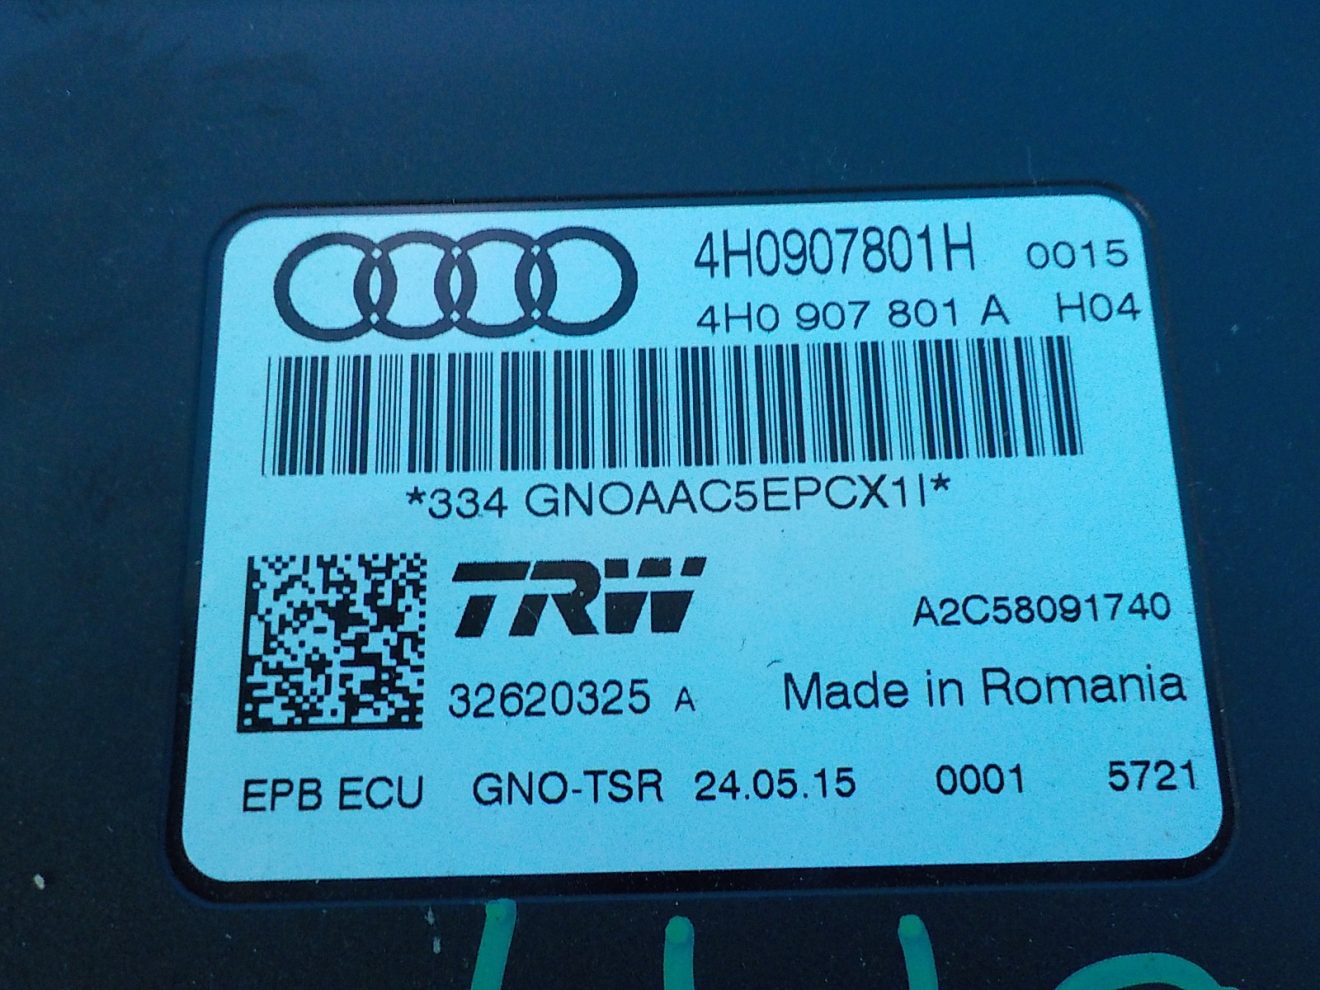 4H0907801H 0015
4H0 907 801 A H04
*334 GNOAAC5EPCX1I*
TRW A2C58091740
32620325 A Made in Romania
EPB ECU GNO-TSR 24.05.15 0001 5721